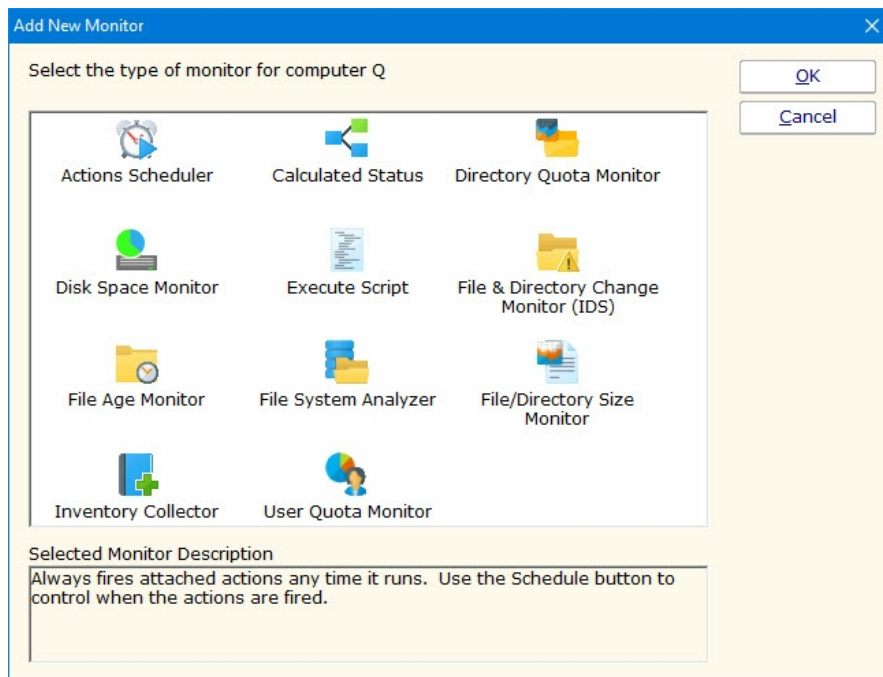 Add New Monitor
Select the type of monitor for computer Q
OK
Cancel
Actions Scheduler
Calculated Status
Directory Quota Monitor
Disk Space Monitor
Execute Script
File & Directory Change
Monitor (IDS)
File Age Monitor
File System Analyzer
File/Directory Size
Monitor
Inventory Collector
User Quota Monitor
Selected Monitor Description
Always fires attached actions any time it runs.  Use the Schedule button to
control when the actions are fired.